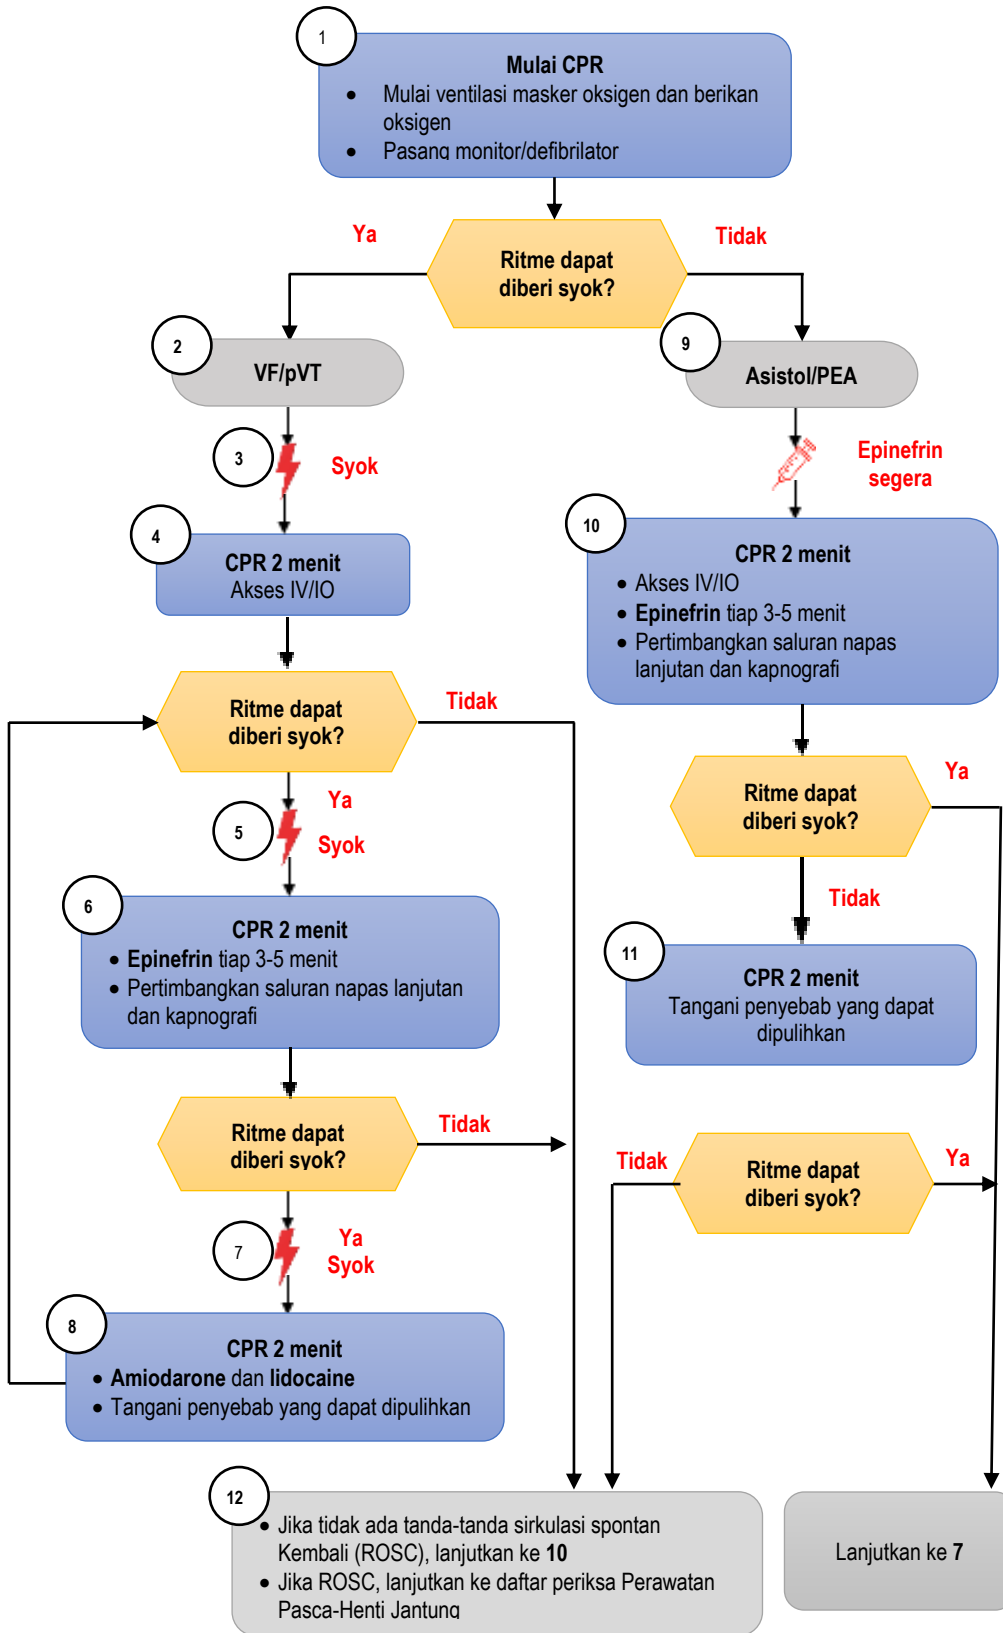 1
Mulai CPR
• Mulai ventilasi masker oksigen dan berikan
oksigen
• Pasang monitor/defibrilator
Ya
Tidak
Ritme dapat
diberi syok?
2
VF/pVT
9
Asistol/PEA
3
Syok
Epinefrin
segera
4
CPR 2 menit
Akses IV/IO
10
CPR 2 menit
• Akses IV/IO
• Epinefrin tiap 3-5 menit
• Pertimbangkan saluran napas
lanjutan dan kapnografi
Ritme dapat
diberi syok?
Tidak
Ya
5
Syok
Ritme dapat
diberi syok?
Ya
Tidak
6
CPR 2 menit
• Epinefrin tiap 3-5 menit
• Pertimbangkan saluran napas lanjutan
dan kapnografi
11
CPR 2 menit
Tangani penyebab yang dapat
dipulihkan
Ritme dapat
diberi syok?
Tidak
Tidak
Ritme dapat
diberi syok?
Ya
7
Ya
Syok
8
CPR 2 menit
• Amiodarone dan lidocaine
• Tangani penyebab yang dapat dipulihkan
12
• Jika tidak ada tanda-tanda sirkulasi spontan
Kembali (ROSC), lanjutkan ke 10
• Jika ROSC, lanjutkan ke daftar periksa Perawatan
Pasca-Henti Jantung
Lanjutkan ke 7